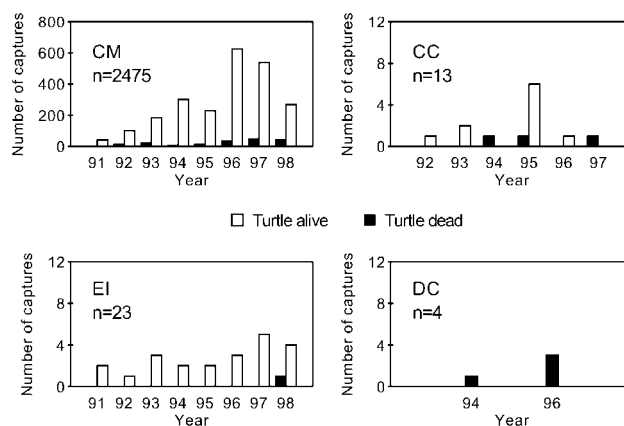 Number of captures
800
600
400
200
0
CM
n=2475
91 92 93 94 95 96 97 98
Year
Number of captures
12
8
4
0
CC
n=13
92 93 94 95 96 97
Year
Turtle alive Turtle dead
Number of captures
12
8
4
0
EI
n=23
91 92 93 94 95 96 97 98
Year
Number of captures
12
8
4
0
DC
n=4
94 96
Year